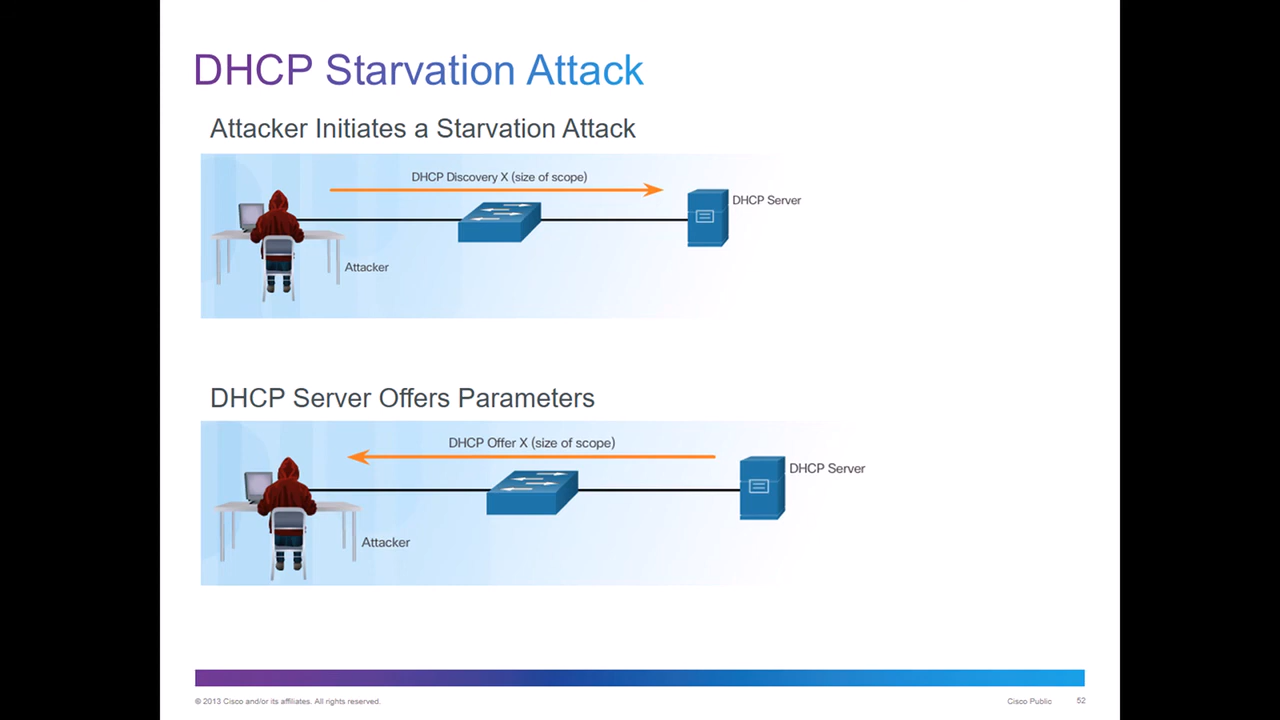 DHCP Starvation Attack
Attacker Initiates a Starvation Attack
DHCP Discovery X (size of scope)
DHCP Server
Attacker
DHCP Server Offers Parameters
DHCP Offer X (size of scope)
DHCP Server
Attacker
© 2013 Cisco and/or its affiliates. All rights reserved.
Cisco Public
52